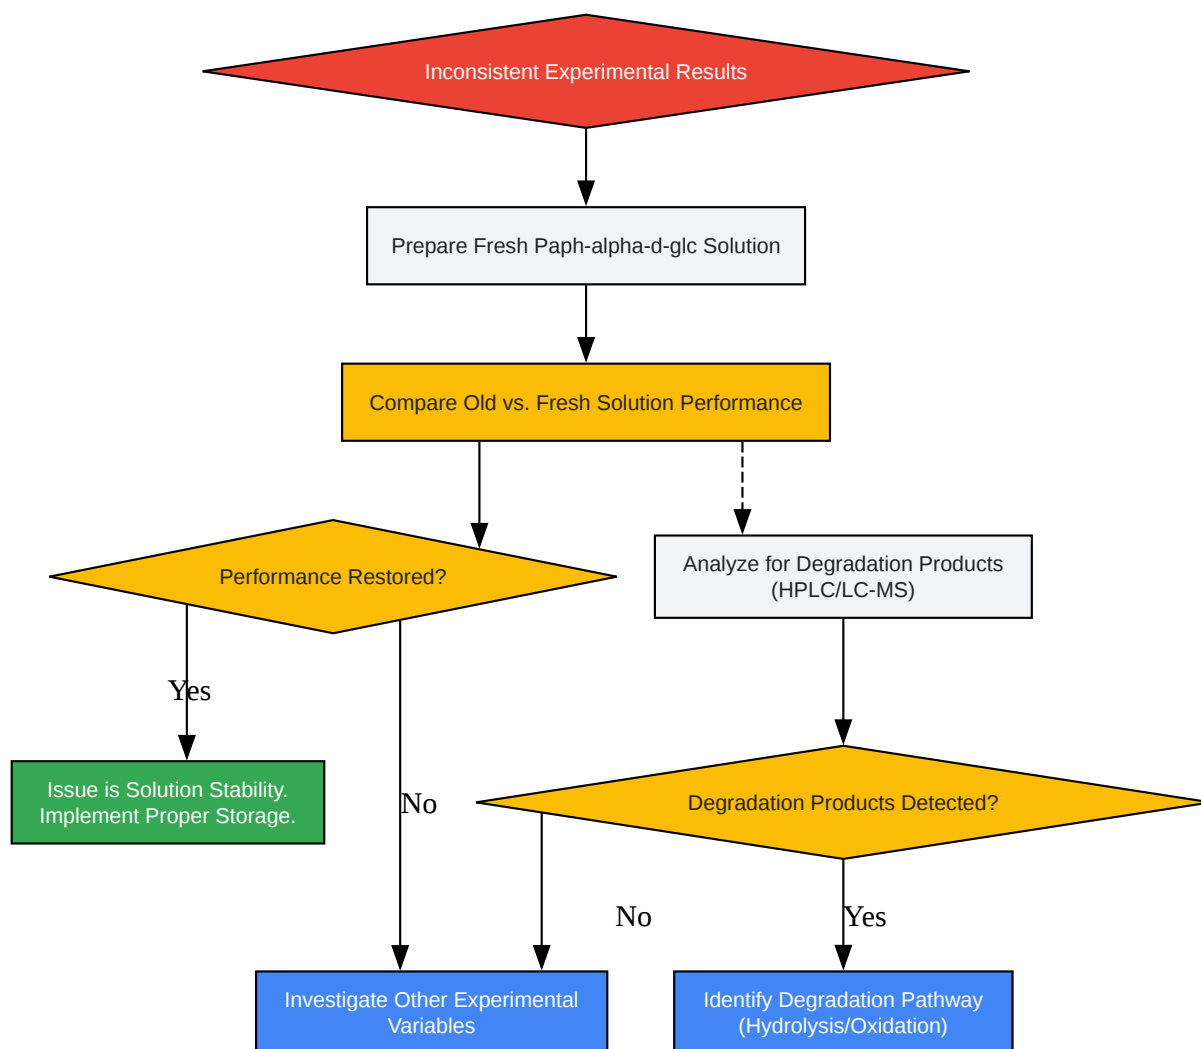 Inconsistent Experimental Results
Prepare Fresh Paph-alpha-d-glc Solution
Compare Old vs. Fresh Solution Performance
Performance Restored?
Analyze for Degradation Products
(HPLC/LC-MS)
Yes
Issue is Solution Stability.
Implement Proper Storage.
No
Degradation Products Detected?
No
Yes
Investigate Other Experimental
Variables
Identify Degradation Pathway
(Hydrolysis/Oxidation)